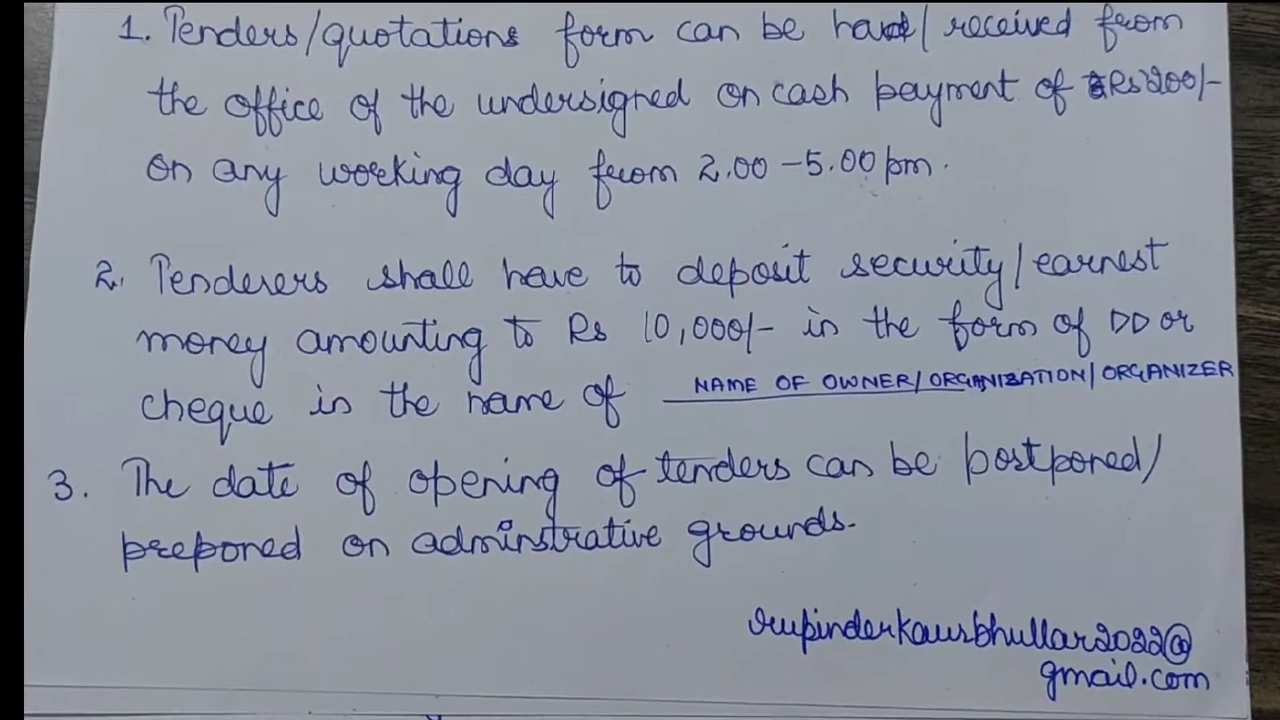 1. Tenders/quotations form can be had/received from
the office of the undersigned on cash payment of Rs 200/-
on any working day from 2.00 - 5.00 pm.
2. Tenderers shall have to deposit security/earnest
money amounting to Rs 10,000/- in the form of DD or
cheque in the name of NAME OF OWNER/ORGANIZATION/ORGANIZER
3. The date of opening of tenders can be postponed/
preponed on adminstrative grounds.
rupinderkaurbhullar2022@
gmail.com